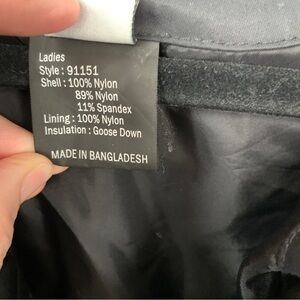 Ladies
Style : 91151
Shell : 100% Nylon
89% Nylon
11% Spandex
Lining : 100% Nylon
Insulation : Goose Down
MADE IN BANGLADESH